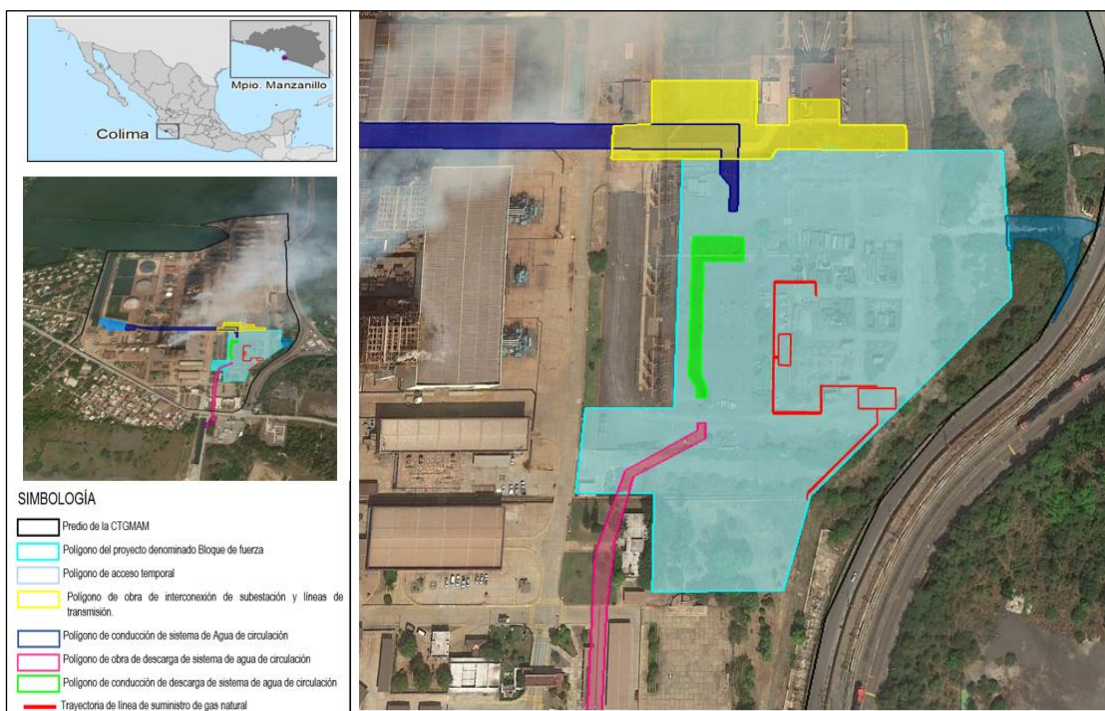 Mpio. Manzanillo
Colima
SIMBOLOGÍA
Predio de la CTGMAM
Polígono del proyecto denominado Bloque de fuerza
Polígono de acceso temporal
Polígono de obra de interconexión de subestación y líneas de
transmisión.
Polígono de conducción de sistema de Agua de circulación
Polígono de obra de descarga de sistema de agua de circulación
Polígono de conducción de descarga de sistema de agua de circulación
Trayectoria de línea de suministro de gas natural